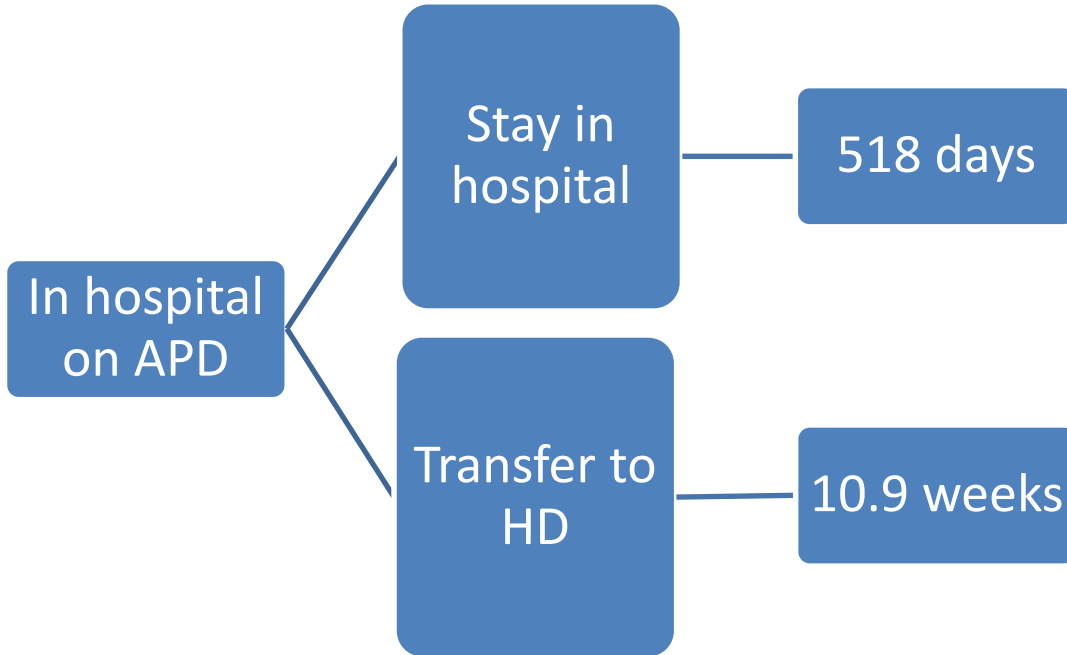 In hospital
on APD
Stay in
hospital
518 days
Transfer to
HD
10.9 weeks